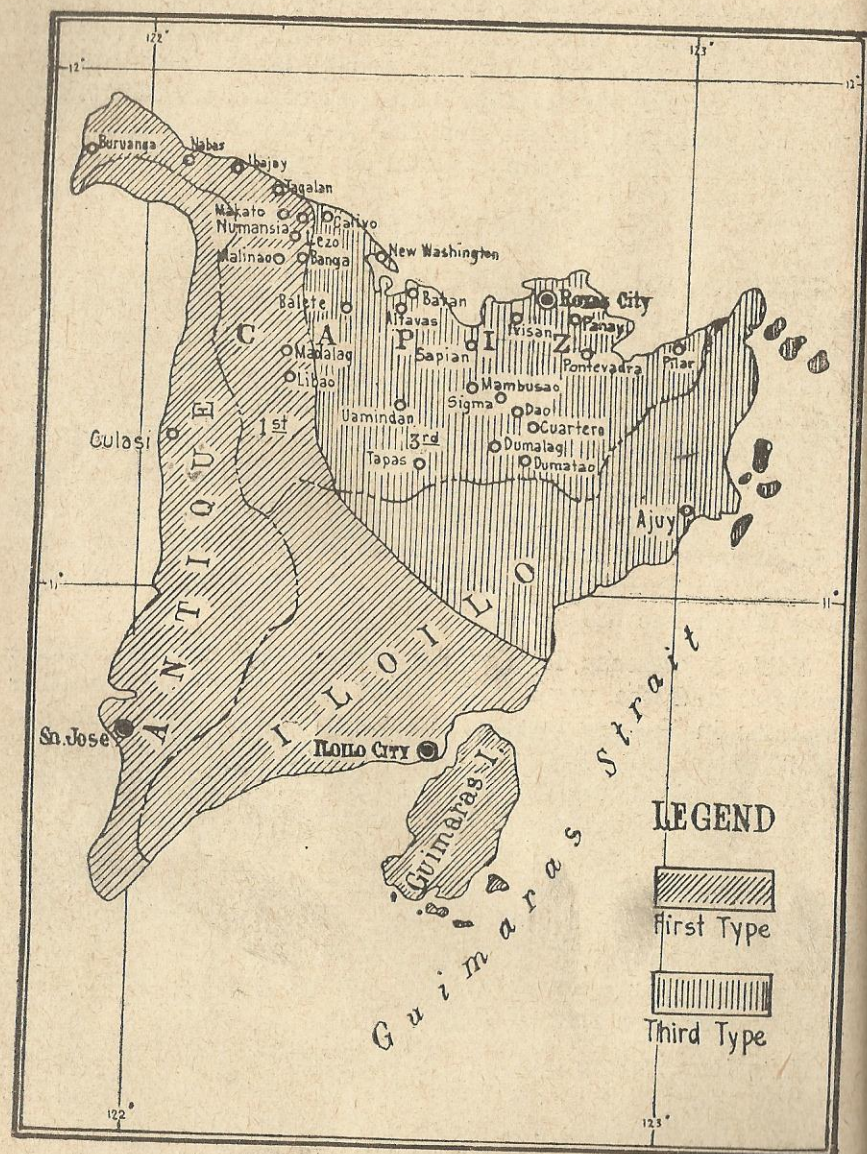 122°
123°
12°
12°
Buruanga
Nabas
Ibajay
Tagalan
Makato
Calivo
Numansia
Lezo
Malinao
Banga
New Washington
Balete
Batan
Altavas
Roxas City
Ivisan
Panay
C A P I Z
Sapian
Pontevadra
Pilar
Madalag
Libao
Mambusao
Sigma
Uamindan
Dao
Cuartero
1st
3rd
Dumalag
Tapas
Dumatao
Culasi
Ajuy
ANTIQUE
11°
11°
ILOILO
Sn. Jose
ILOILO CITY
Guimaras I.
Guimaras Strait
LEGEND
First Type
Third Type
122°
123°